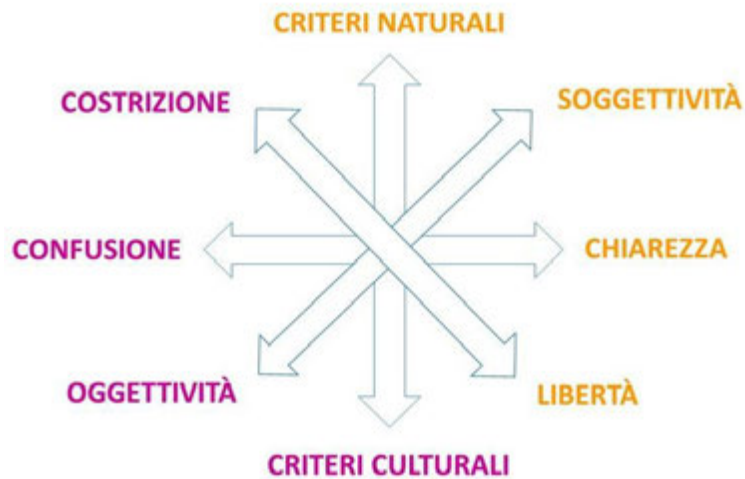 CRITERI NATURALI
COSTRIZIONE
SOGGETTIVITÀ
CONFUSIONE
CHIAREZZA
OGGETTIVITÀ
LIBERTÀ
CRITERI CULTURALI